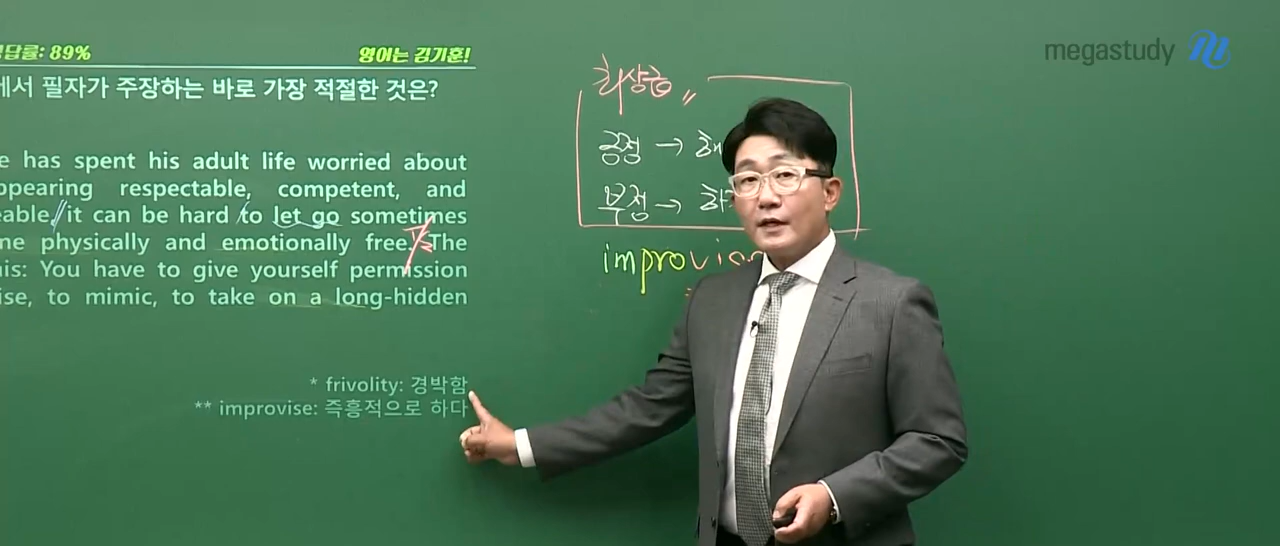 답률: 89%
영어는 김기훈!
megastudy
에서 필자가 주장하는 바로 가장 적절한 것은?
최상급
e has spent his adult life worried about
ppearing respectable, competent, and
eable, it can be hard to let go sometimes
me physically and emotionally free. The
his: You have to give yourself permission
ise, to mimic, to take on a long-hidden
긍정 →
부정 →
* frivolity: 경박함
** improvise: 즉흥적으로 하다